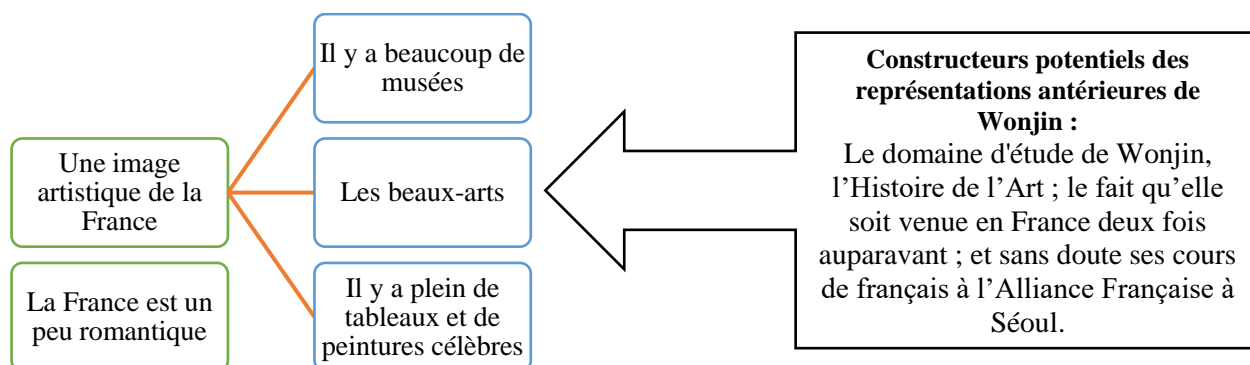 Une image
artistique de la
France
La France est un
peu romantique
Il y a beaucoup de
musées
Les beaux-arts
Il y a plein de
tableaux et de
peintures célèbres
Constructeurs potentiels des
représentations antérieures de
Wonjin :
Le domaine d'étude de Wonjin,
l’Histoire de l’Art ; le fait qu’elle
soit venue en France deux fois
auparavant ; et sans doute ses cours
de français à l’Alliance Française à
Séoul.